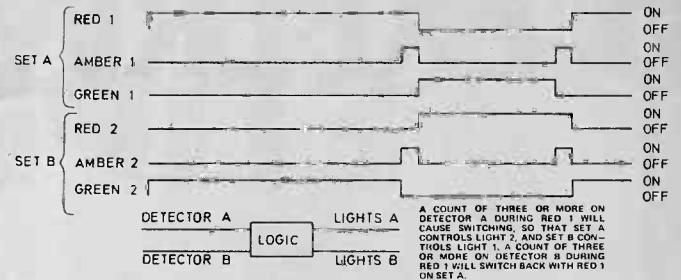 RED 1 ON
OFF
SET A AMBER 1 ON
OFF
GREEN 1 ON
OFF
RED 2 ON
OFF
SET B AMBER 2 ON
OFF
GREEN 2 ON
OFF
DETECTOR A LIGHTS A
LOGIC
DETECTOR B LIGHTS B
A COUNT OF THREE OR MORE ON
DETECTOR A DURING RED 1 WILL
CAUSE SWITCHING, SO THAT SET A
CONTROLS LIGHT 2, AND SET B CON-
TROLS LIGHT 1. A COUNT OF THREE
OR MORE ON DETECTOR B DURING
RED 1 WILL SWITCH BACK WITH RED 1
ON SET A.